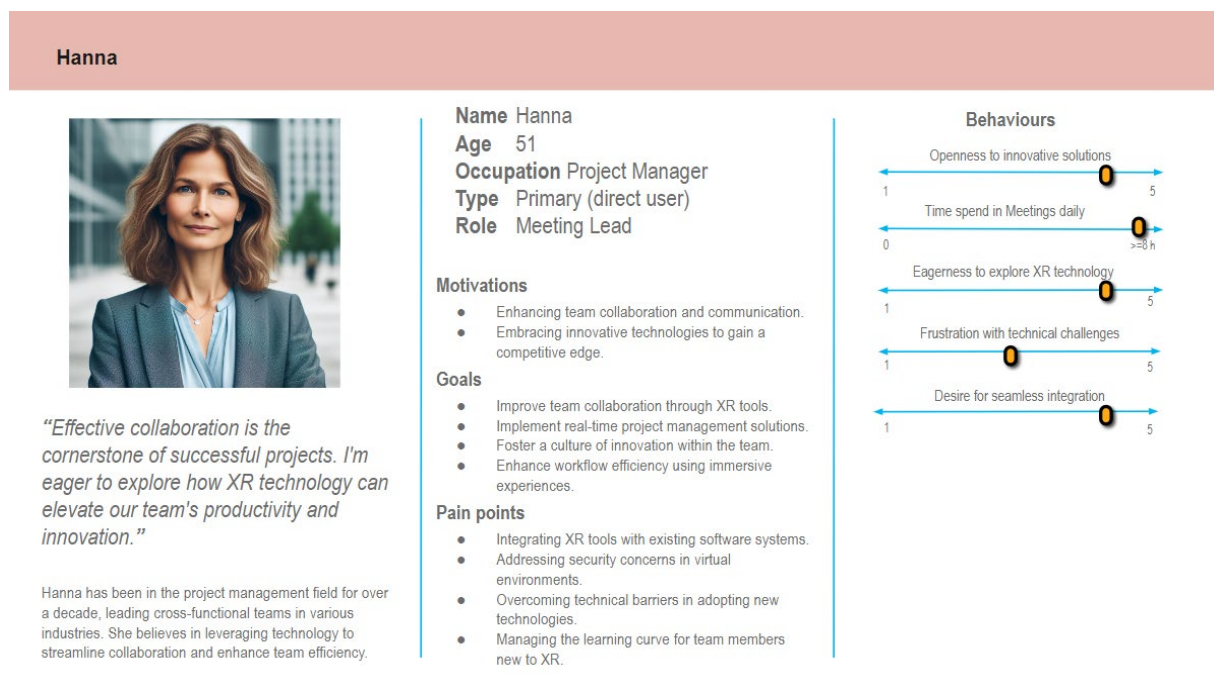 Hanna
“Effective collaboration is the
cornerstone of successful projects. I'm
eager to explore how XR technology can
elevate our team's productivity and
innovation.”
Hanna has been in the project management field for over
a decade, leading cross-functional teams in various
industries. She believes in leveraging technology to
streamline collaboration and enhance team efficiency.
Name Hanna
Age 51
Occupation Project Manager
Type Primary (direct user)
Role Meeting Lead
Motivations
● Enhancing team collaboration and communication.
● Embracing innovative technologies to gain a
competitive edge.
Goals
● Improve team collaboration through XR tools.
● Implement real-time project management solutions.
● Foster a culture of innovation within the team.
● Enhance workflow efficiency using immersive
experiences.
Pain points
● Integrating XR tools with existing software systems.
● Addressing security concerns in virtual
environments.
● Overcoming technical barriers in adopting new
technologies.
● Managing the learning curve for team members
new to XR.
Behaviours
Openness to innovative solutions
1 5
Time spend in Meetings daily
0 >=8 h
Eagerness to explore XR technology
1 5
Frustration with technical challenges
1 5
Desire for seamless integration
1 5